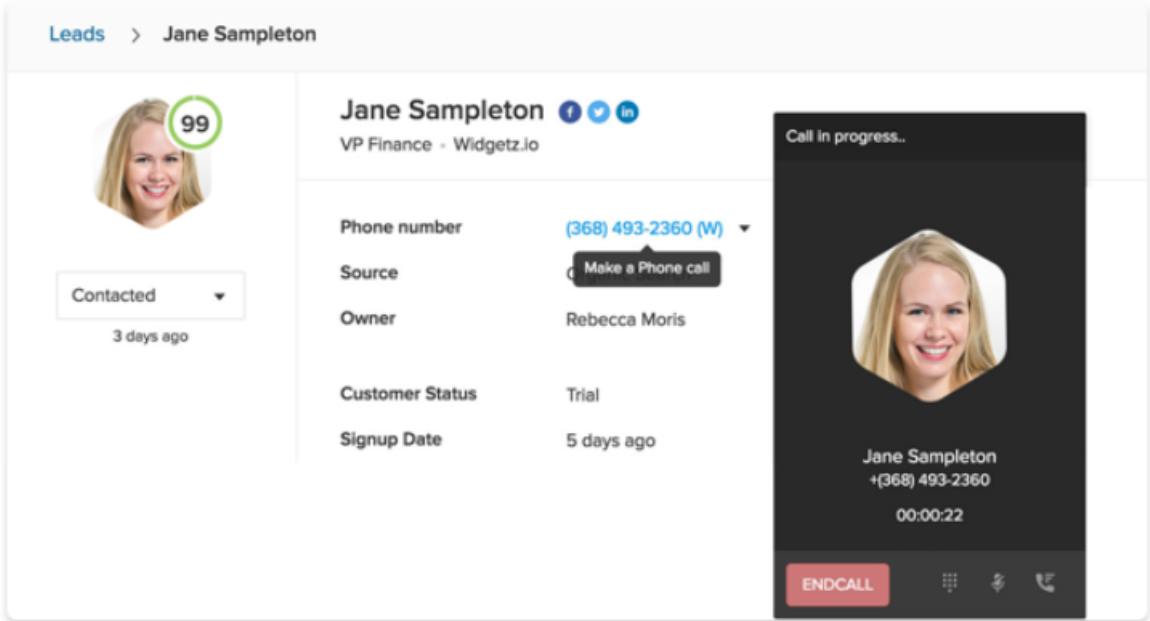 Leads > Jane Sampleton
99
Contacted
3 days ago
Jane Sampleton
VP Finance • Widgetz.io
Phone number (368) 493-2360 (W)
Make a Phone call
Source
Owner Rebecca Moris
Customer Status Trial
Signup Date 5 days ago
Call in progress..
Jane Sampleton
+(368) 493-2360
00:00:22
ENDCALL